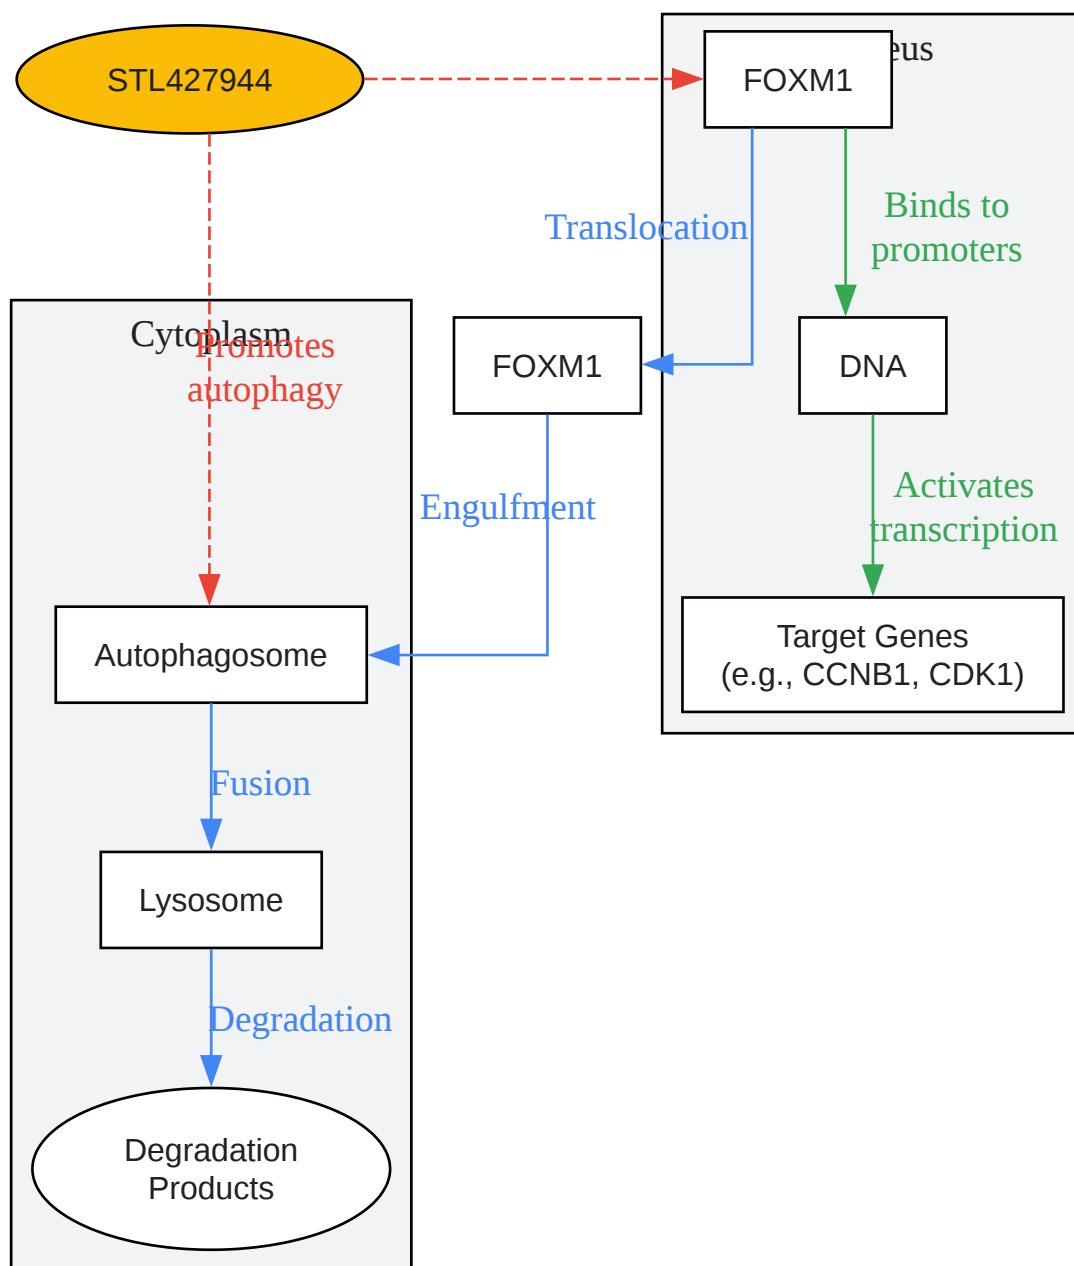 STL427944
FOXM1
eus
Translocation
Binds to
promoters
Cytoplasm
Promotes
autophagy
FOXM1
DNA
Engulfment
Activates
transcription
Autophagosome
Target Genes
(e.g., CCNB1, CDK1)
Fusion
Lysosome
Degradation
Degradation
Products